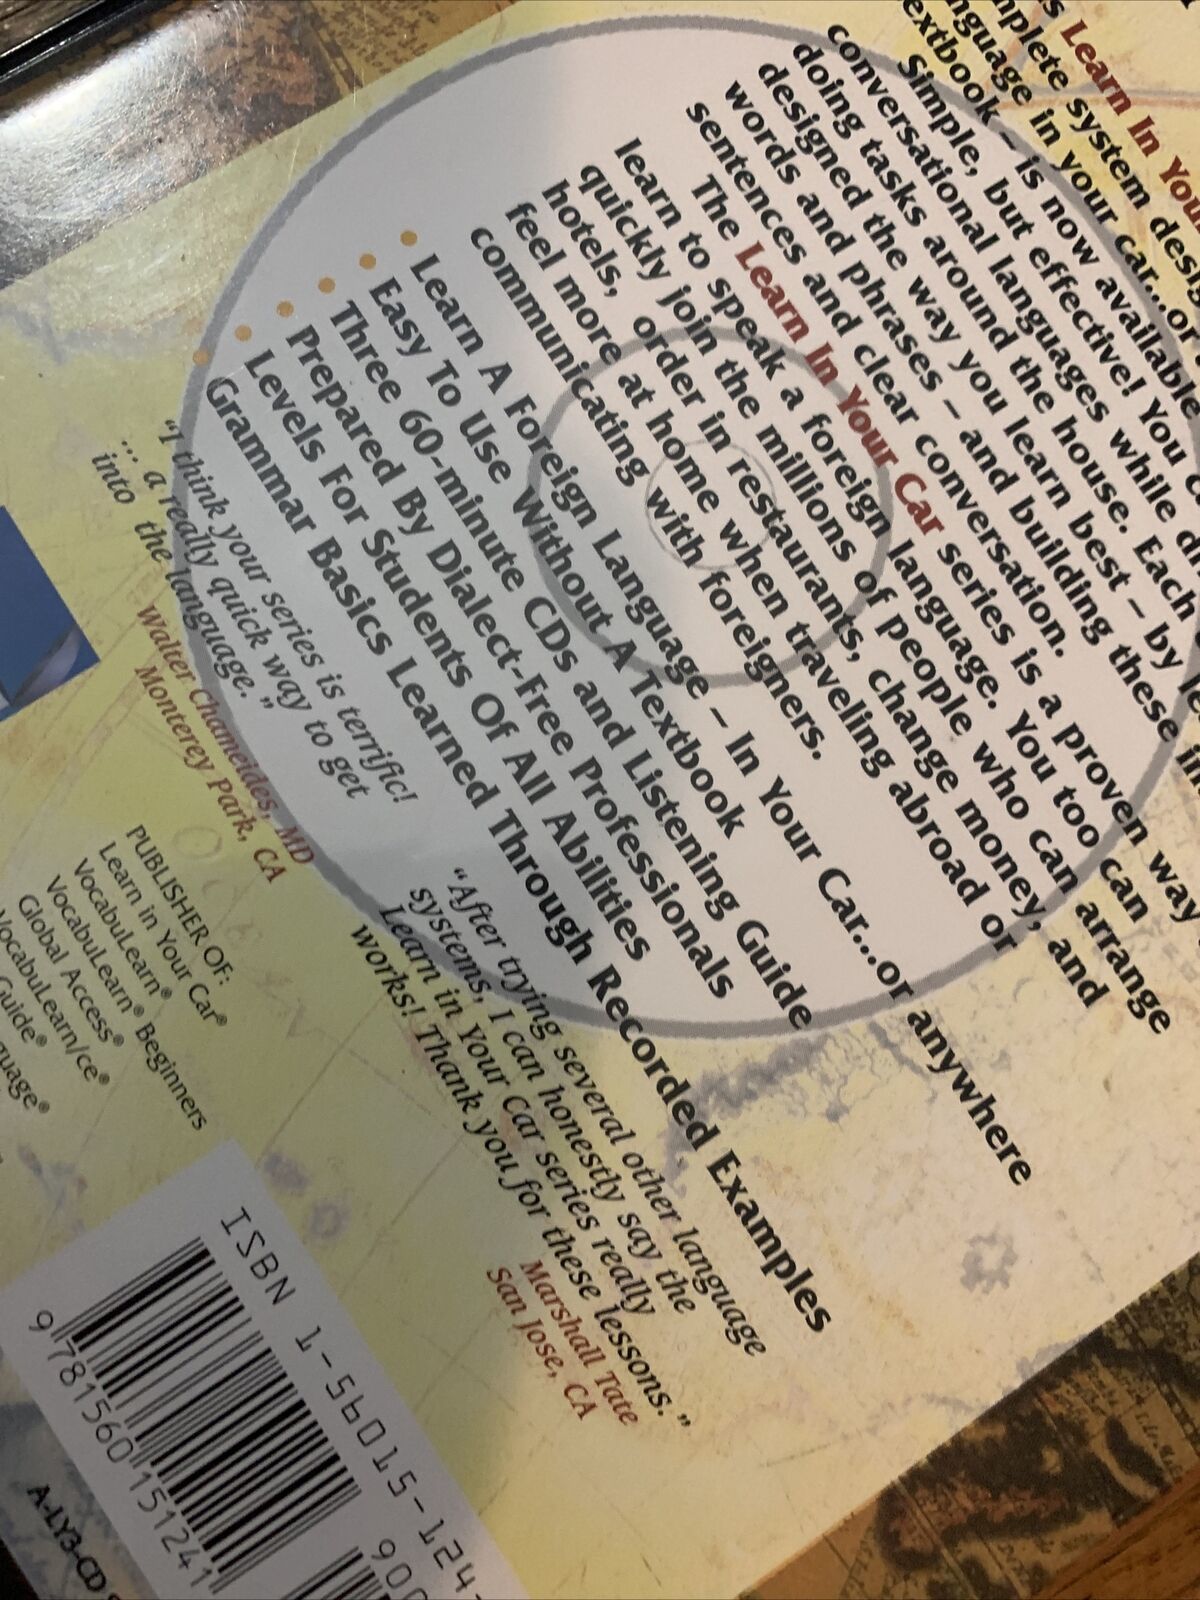 Learn In Your
mplete system desig
nguage in your car...or
extbook – is now available
Simple, but effective! You c
conversational languages while dr
doing tasks around the house. Each
designed the way you learn best – by le
words and phrases – and building these in
sentences and clear conversation.
The Learn In Your Car series is a proven way
learn to speak a foreign language. You too can
quickly join the millions of people who can arrange
hotels, order in restaurants, change money, and
feel more at home when traveling abroad or
communicating with foreigners.
• Learn A Foreign Language – In Your Car...or anywhere
• Easy To Use Without A Textbook
• Three 60-minute CDs and Listening Guide
• Prepared By Dialect-Free Professionals
• Levels For Students Of All Abilities
• Grammar Basics Learned Through Recorded Examples
“I think your series is terrific!
... a really quick way to get
into the language.”
Walter Chameides, MD
Monterey Park, CA
“After trying several other language
systems, I can honestly say the
Learn in Your Car series really
works! Thank you for these lessons.”
Marshall Tate
San Jose, CA
PUBLISHER OF:
Learn in Your Car®
VocabuLearn®
VocabuLearn® Beginners
Global Access®
VocabuLearn/ce®
Guide®
guage®
ISBN 1-56015-124-
9 781560 151241
900
A-LY3-CD